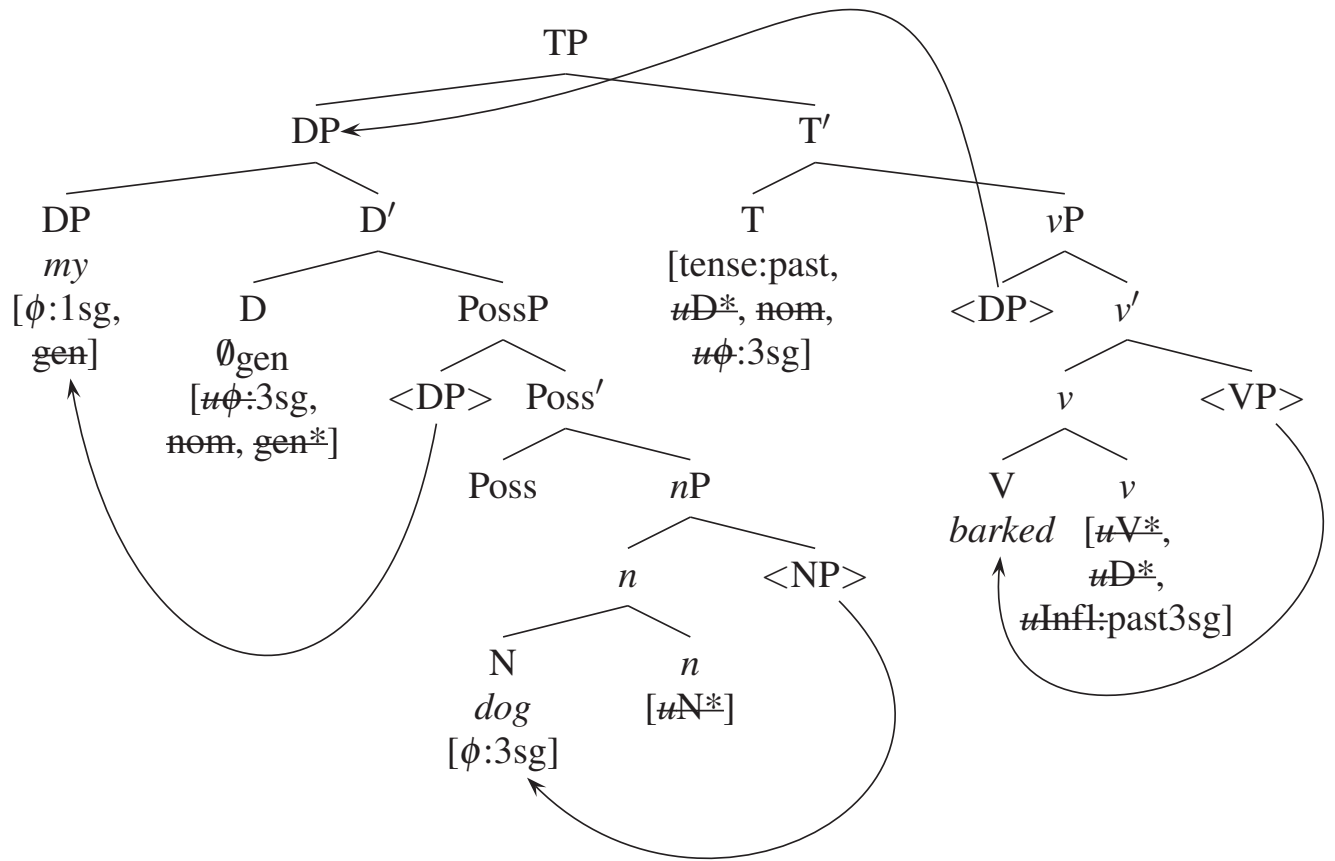 TP
DP T′
DP D′ T vP
my [tense:past,
[ϕ:1sg, D PossP uD*, nom, <DP> v′
gen] ∅gen uϕ:3sg]
[uϕ:3sg, <DP> Poss′ v <VP>
nom, gen*]
Poss nP V v
barked [uV*,
n <NP> uD*,
uInfl:past3sg]
N n
dog [uN*]
[ϕ:3sg]